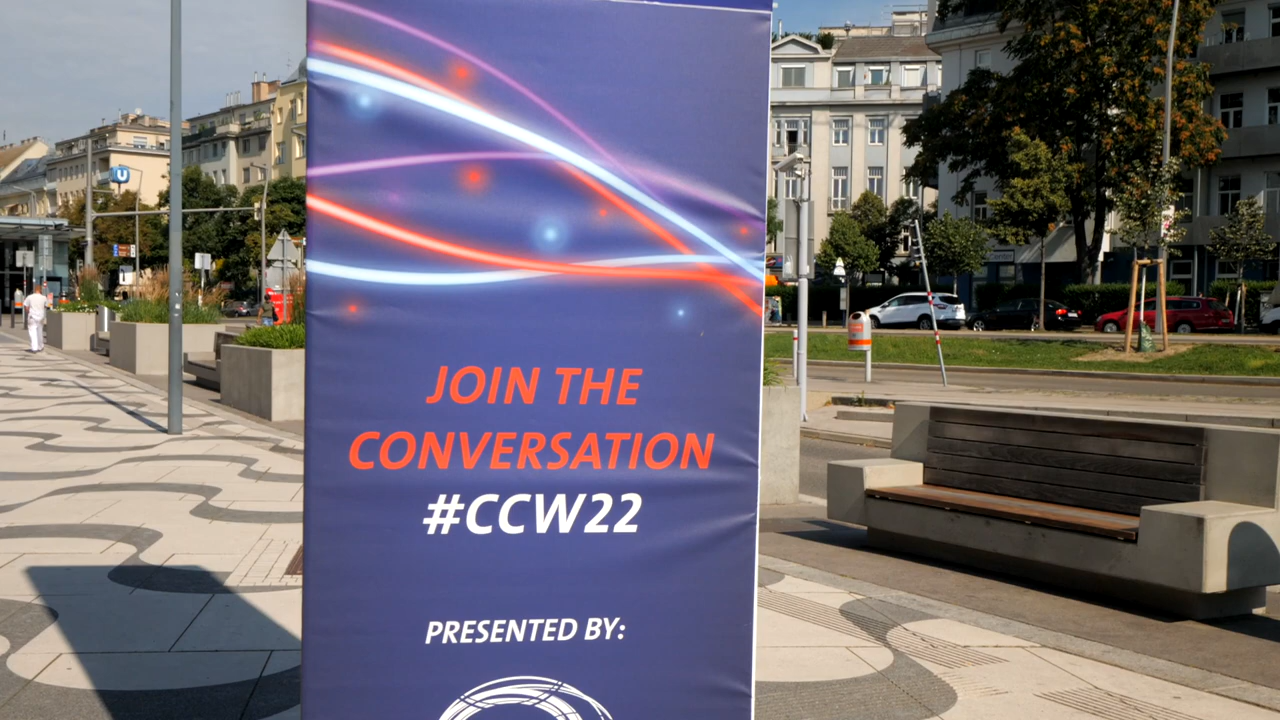 U
JOIN THE
CONVERSATION
#CCW22
PRESENTED BY: